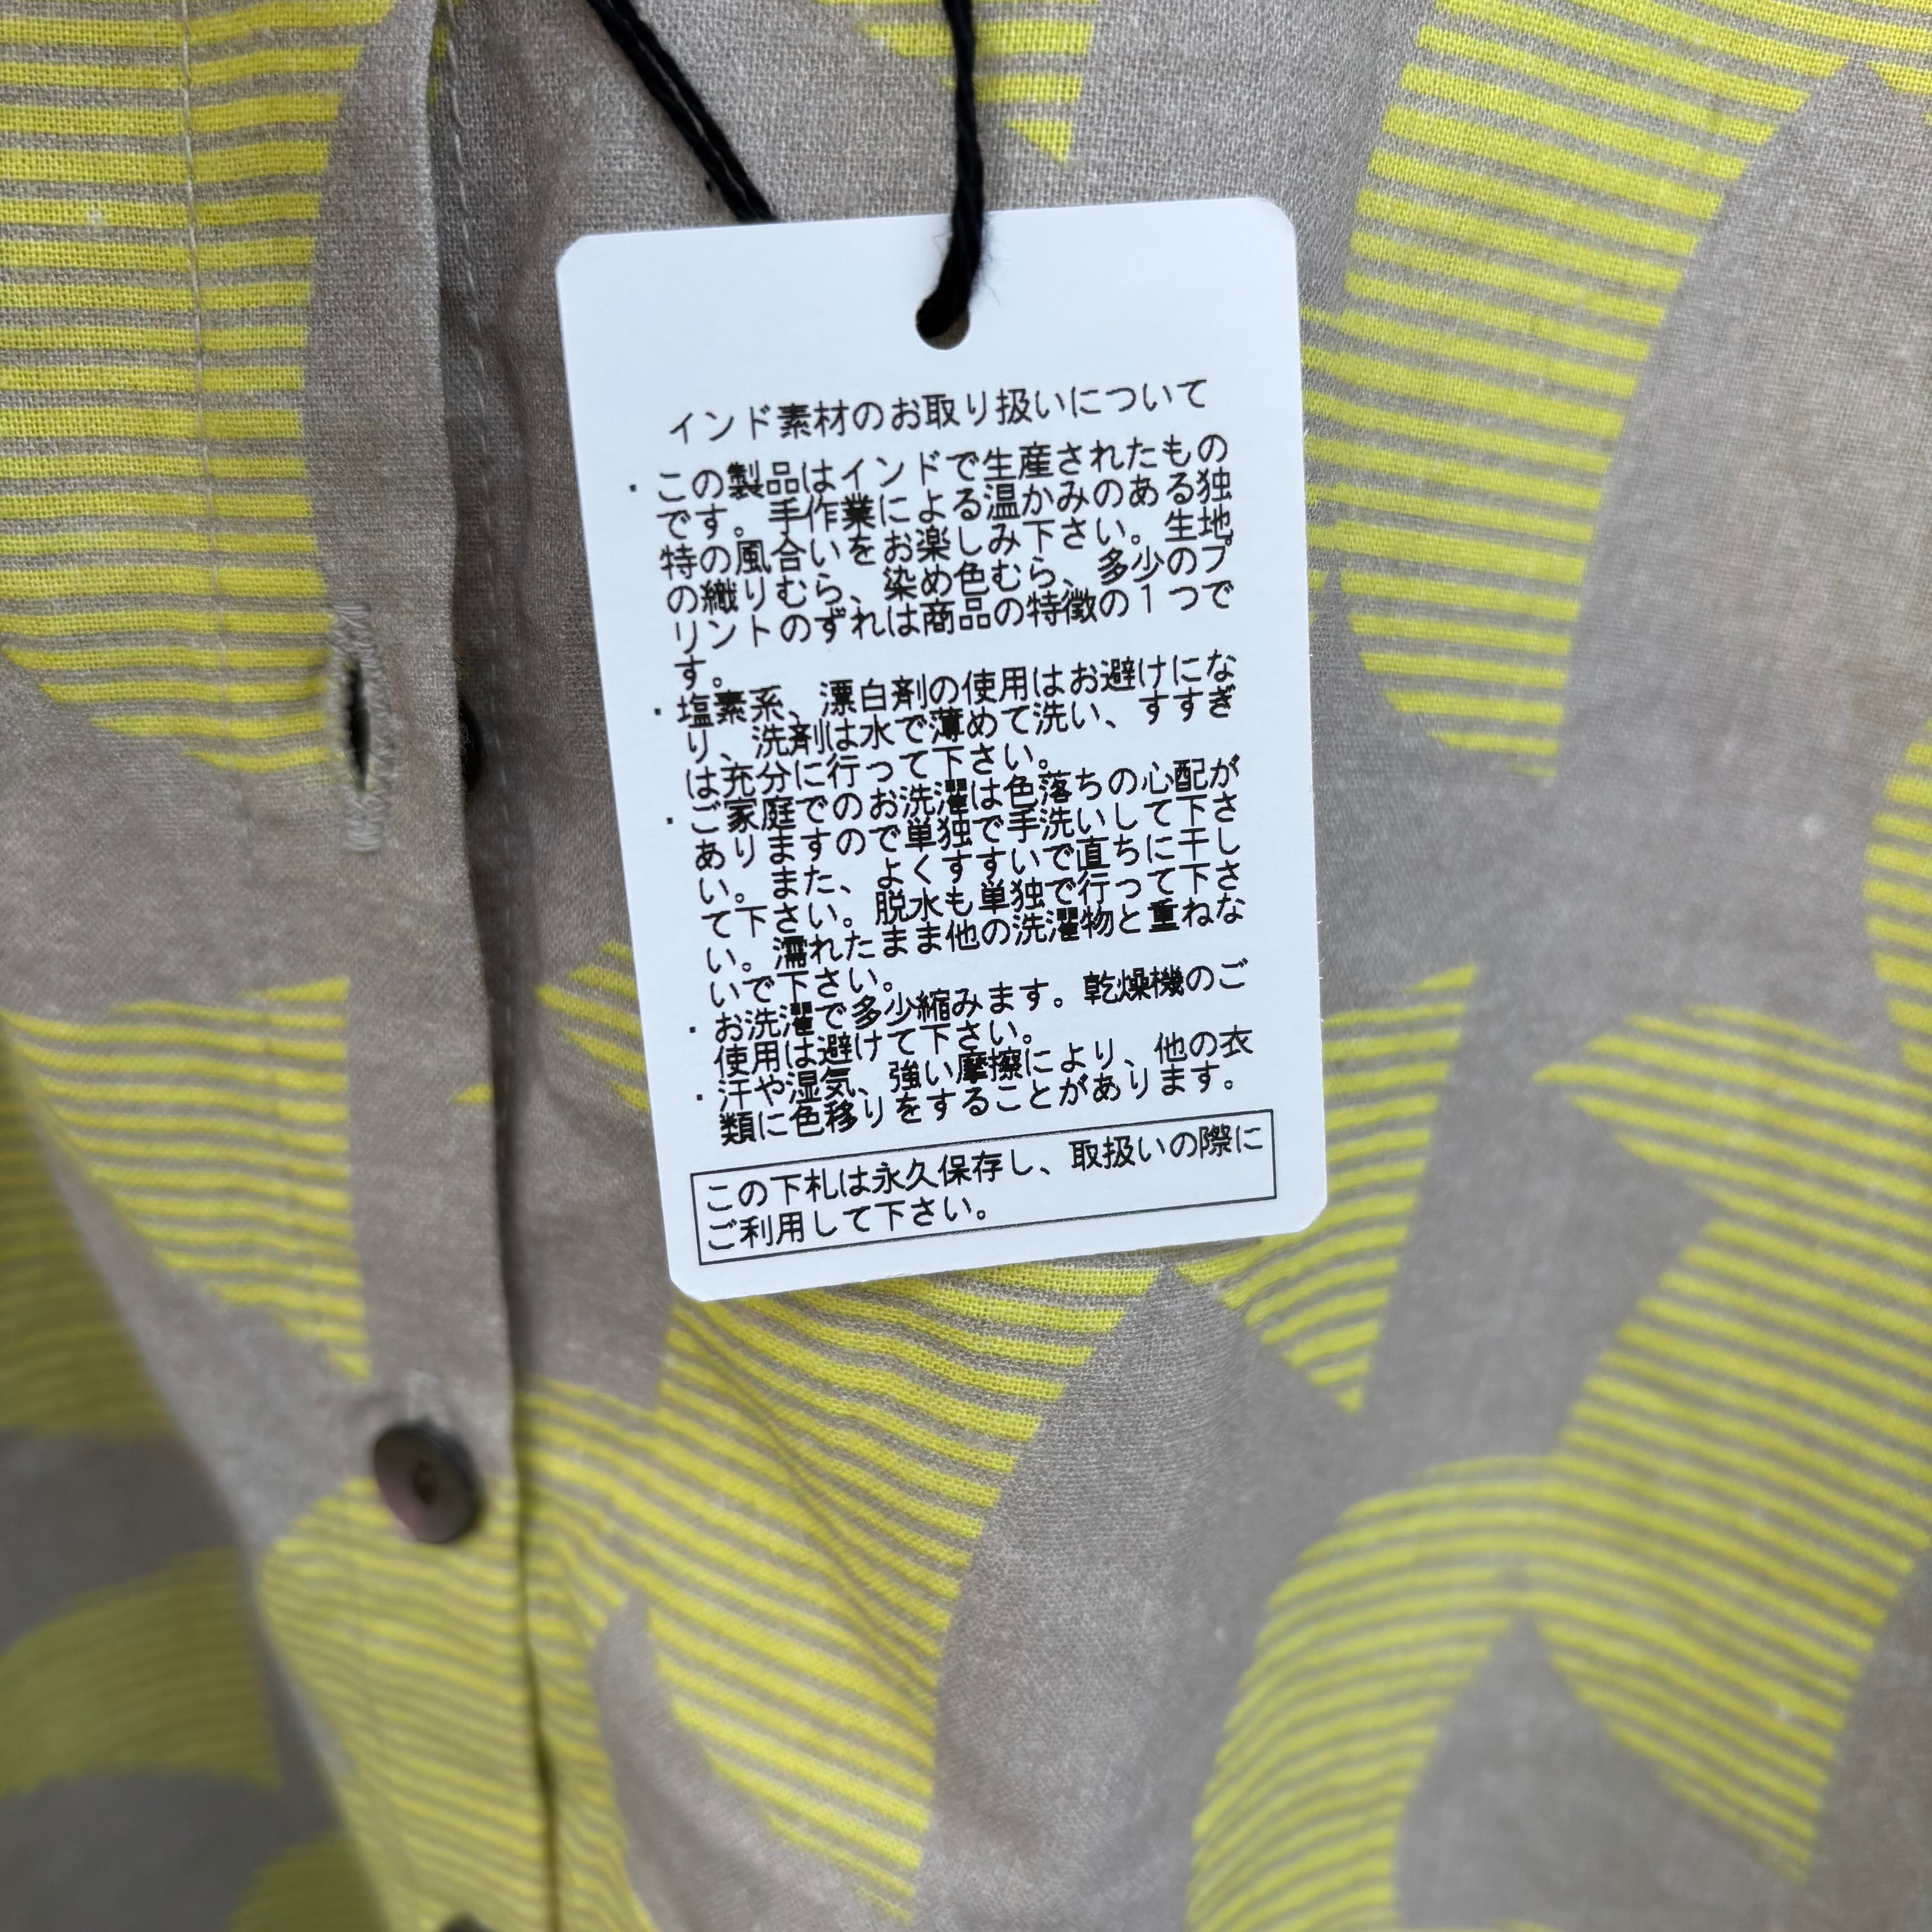 インド素材のお取り扱いについて
・この製品はインドで生産されたもの
です。手作業による温かみのある独
特の風合いをお楽しみ下さい。生地
の織りむら、染め色むら、多少のプ
リントのずれは商品の特徴の1つで
す。
・塩素系、漂白剤の使用はお避けにな
り、洗剤は水で薄めて洗い、すすぎ
は充分に行って下さい。
・ご家庭でのお洗濯は色落ちの心配が
ありますので単独で手洗いして下さ
い。また、よくすすいで直ちに干し
て下さい。脱水も単独で行って下さ
い。濡れたまま他の洗濯物と重ねな
いで下さい。
・お洗濯で多少縮みます。乾燥機のご
使用は避けて下さい。
・汗や湿気、強い摩擦により、他の衣
類に色移りをすることがあります。
この下札は永久保存し、取扱いの際に
ご利用して下さい。